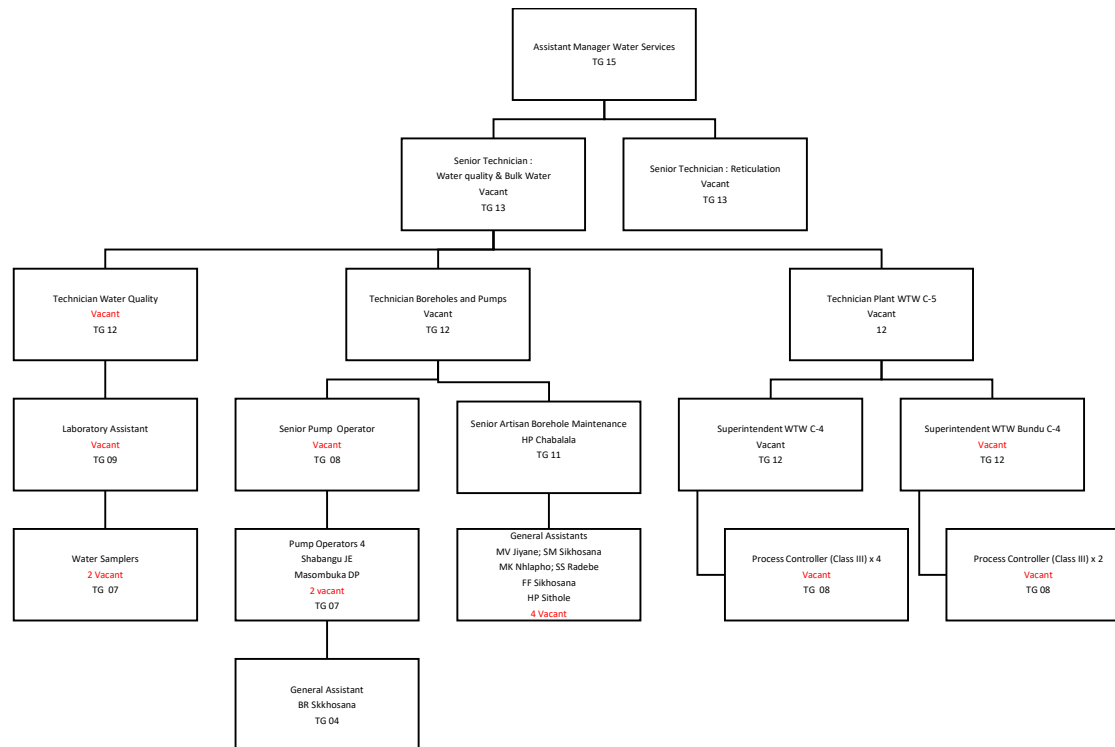 Assistant Manager Water Services
TG 15
Senior Technician :
Water quality & Bulk Water
Vacant
TG 13
Senior Technician : Reticulation
Vacant
TG 13
Technician Water Quality
Vacant
TG 12
Technician Boreholes and Pumps
Vacant
TG 12
Technician Plant WTW C-5
Vacant
12
Laboratory Assistant
Vacant
TG 09
Senior Pump Operator
Vacant
TG 08
Senior Artisan Borehole Maintenance
HP Chabalala
TG 11
Superintendent WTW C-4
Vacant
TG 12
Superintendent WTW Bundu C-4
Vacant
TG 12
Water Samplers
2 Vacant
TG 07
Pump Operators 4
Shabangu JE
Masombuka DP
2 vacant
TG 07
General Assistants
MV Jiyane; SM Sikhosana
MK Nhlapho; SS Radebe
FF Sikhosana
HP Sithole
4 Vacant
Process Controller (Class III) x 4
Vacant
TG 08
Process Controller (Class III) x 2
Vacant
TG 08
General Assistant
BR Skkhosana
TG 04